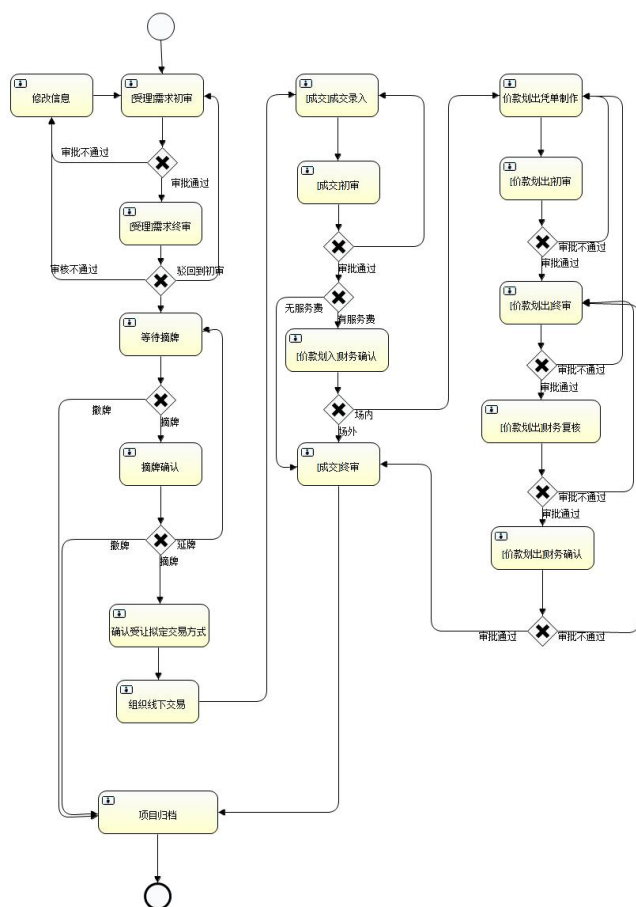 修改信息
[受理]需求初审
审批不通过
审批通过
[受理]需求终审
审核不通过
驳回到初审
等待摘牌
撤牌
摘牌
摘牌确认
撤牌
延牌
摘牌
确认受让拟定交易方式
组织线下交易
项目归档
[成交]成交录入
[成交]初审
审批通过
无服务费
有服务费
[价款划入]财务确认
场内
场外
[成交]终审
价款划出凭单制作
[价款划出]初审
审批不通过
审批通过
[价款划出]终审
审批不通过
审批通过
[价款划出]财务复核
审批不通过
审批通过
[价款划出]财务确认
审批通过
审批不通过